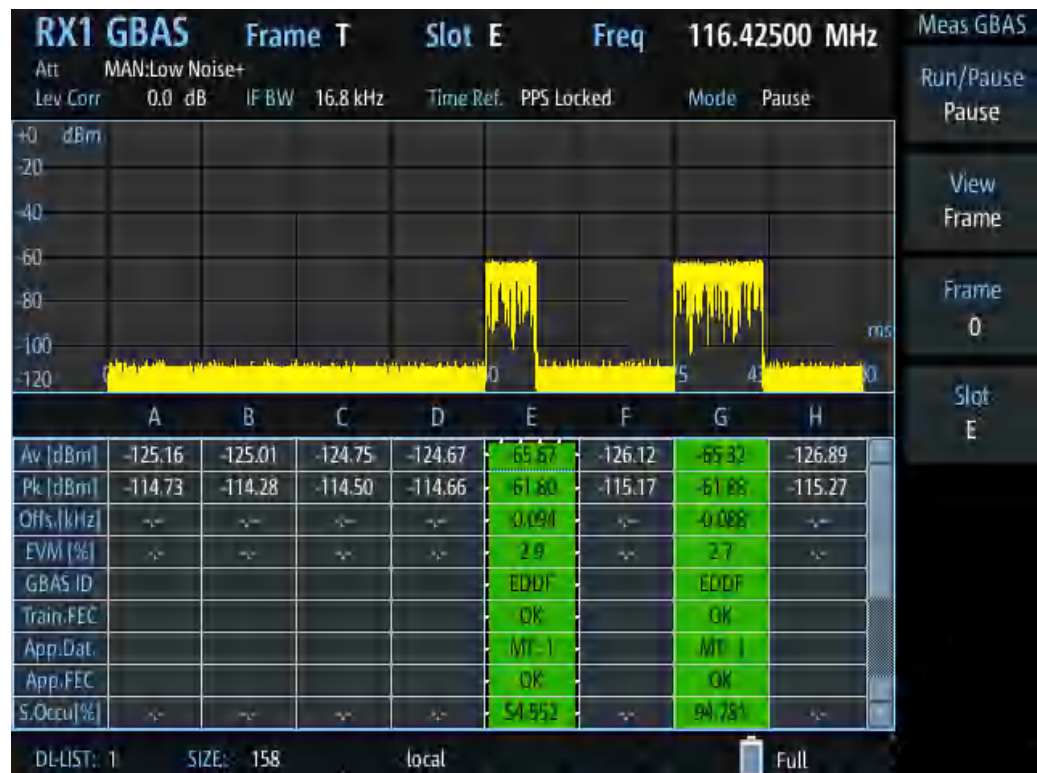 RX1 GBAS Frame T Slot E Freq 116.42500 MHz
Att MAN:Low Noise+
Lev Corr 0.0 dB IF BW 16.8 kHz Time Ref. PPS Locked Mode Pause
Meas GBAS
Run/Pause
Pause
View
Frame
Frame
0
Slot
E
+0 dBm
-20
-40
-60
-80
-100
ms
-120
A B C D E F G H
Av [dBm] -125.16 -125.01 -124.75 -124.67 -65.67 -126.12 -65.32 -126.89
Pk [dBm] -114.73 -114.28 -114.50 -114.66 -61.80 -115.17 -61.88 -115.27
Offs.[kHz] -.-- -.-- -.-- -.-- -0.094 -.-- -0.088 -.--
EVM [%] -.- -.- -.- -.- 2.9 -.- 2.7 -.-
GBAS ID EDDF EDDF
Train.FEC OK OK
App.Dat. MT-1 MT-1
App.FEC OK OK
S.Occu[%] -.- -.- -.- -.- 54.552 -.- 94.781 -.-
DL-LIST: 1 SIZE: 158 local Full